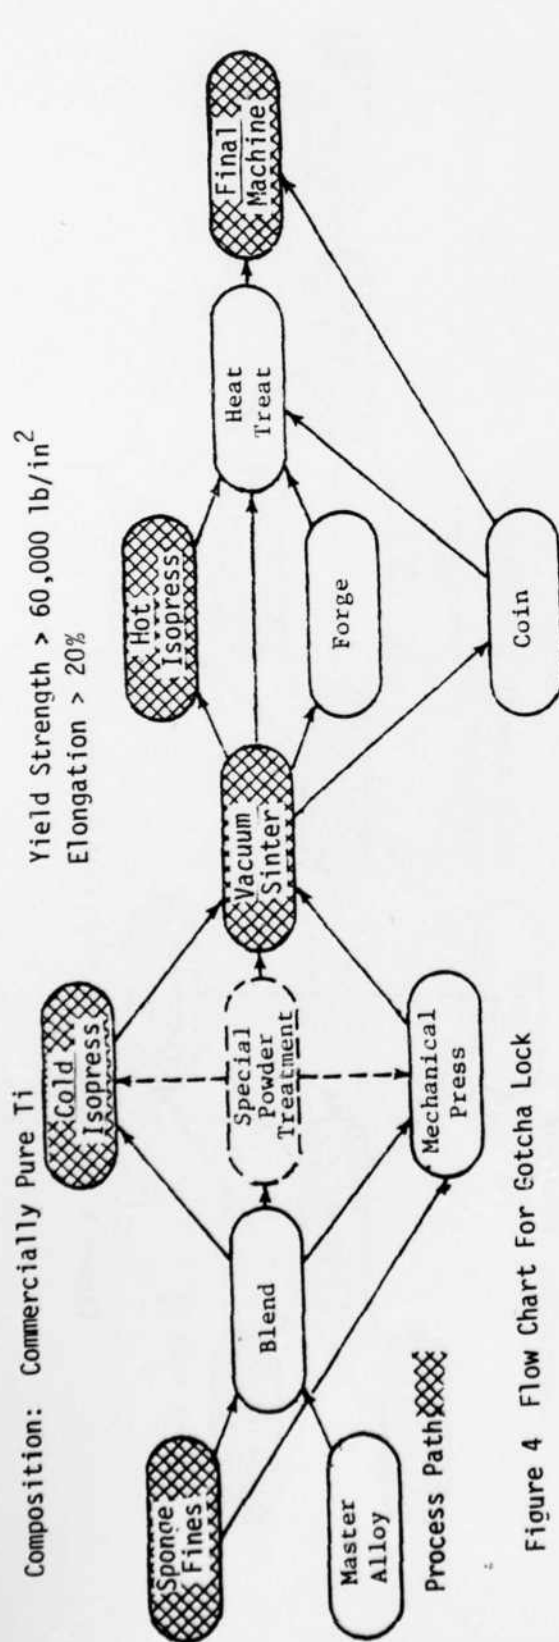 Composition: Commercially Pure Ti
Yield Strength > 60,000 lb/in²
Elongation > 20%
Sponge
Fines
Master
Alloy
Blend
Cold
Isopress
Special
Powder
Treatment
Mechanical
Press
Vacuum
Sinter
Hot
Isopress
Forge
Coin
Heat
Treat
Final
Machine
Process Path
Figure 4 Flow Chart For Gotcha Lock